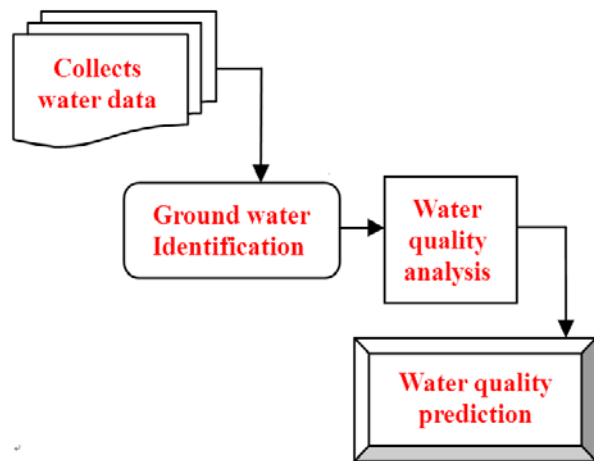 Collects
water data
Ground water
Identification
Water
quality
analysis
Water quality
prediction